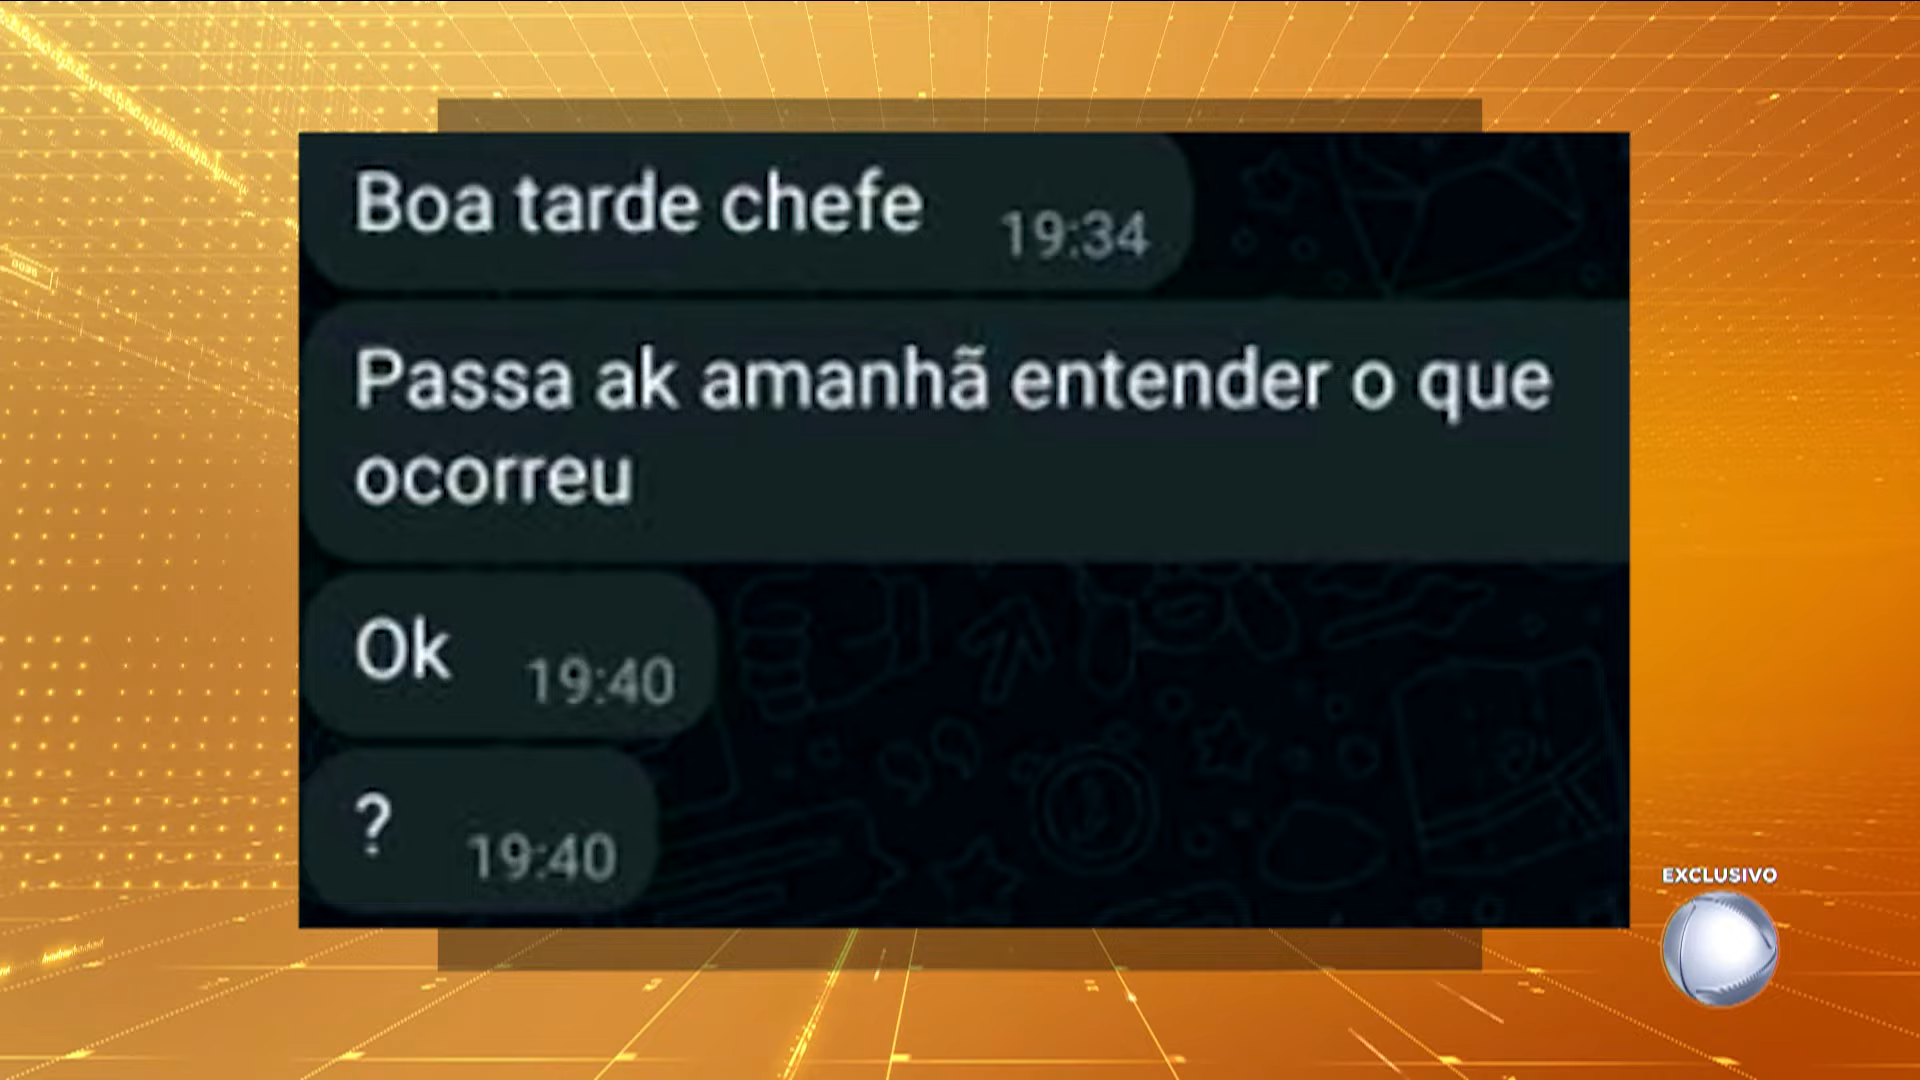 Boa tarde chefe 19:34
Passa ak amanhã entender o que
ocorreu
Ok 19:40
? 19:40
EXCLUSIVO